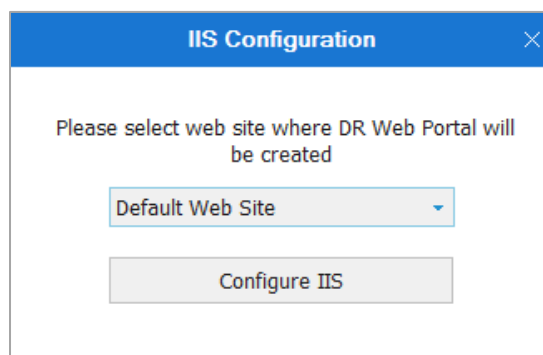 IIS Configuration
Please select web site where DR Web Portal will
be created
Default Web Site
Configure IIS